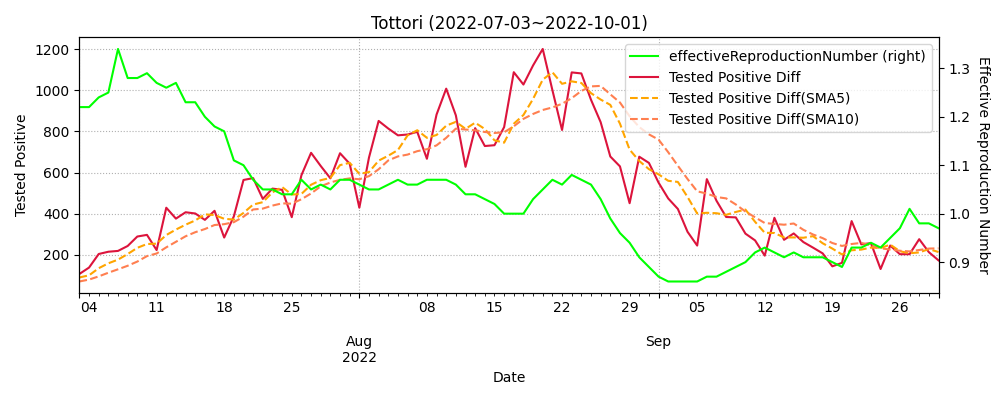 Tottori (2022-07-03~2022-10-01)
effectiveReproductionNumber (right)
Tested Positive Diff
Tested Positive Diff(SMA5)
Tested Positive Diff(SMA10)
Tested Positive
1200
1000
800
600
400
200
1.3
1.2
1.1
1.0
0.9
Effective Reproduction Number
04 11 18 25 08 15 22 29 05 12 19 26
Aug Sep
2022
Date